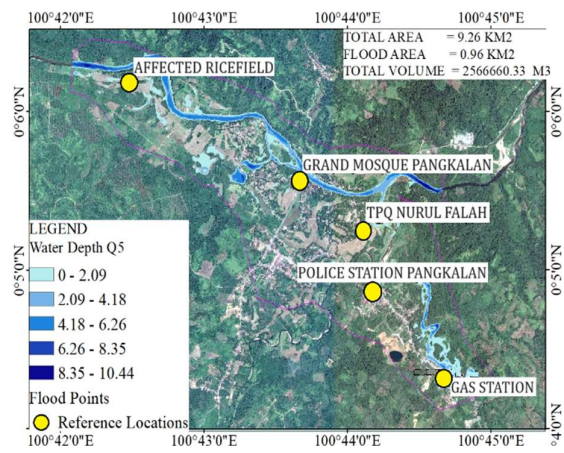 100°42'0"E 100°43'0"E 100°44'0"E 100°45'0"E
TOTAL AREA = 9.26 KM2
FLOOD AREA = 0.96 KM2
TOTAL VOLUME = 2566660.33 M3
AFFECTED RICEFIELD
0°6'0"N 0°6'0"N
GRAND MOSQUE PANGKALAN
TPQ NURUL FALAH
LEGEND
Water Depth Q5
0 - 2.09
2.09 - 4.18
4.18 - 6.26
6.26 - 8.35
8.35 - 10.44
Flood Points
Reference Locations
POLICE STATION PANGKALAN
0°5'0"N 0°5'0"N
GAS STATION
0°4'0"N
100°42'0"E 100°43'0"E 100°44'0"E 100°45'0"E